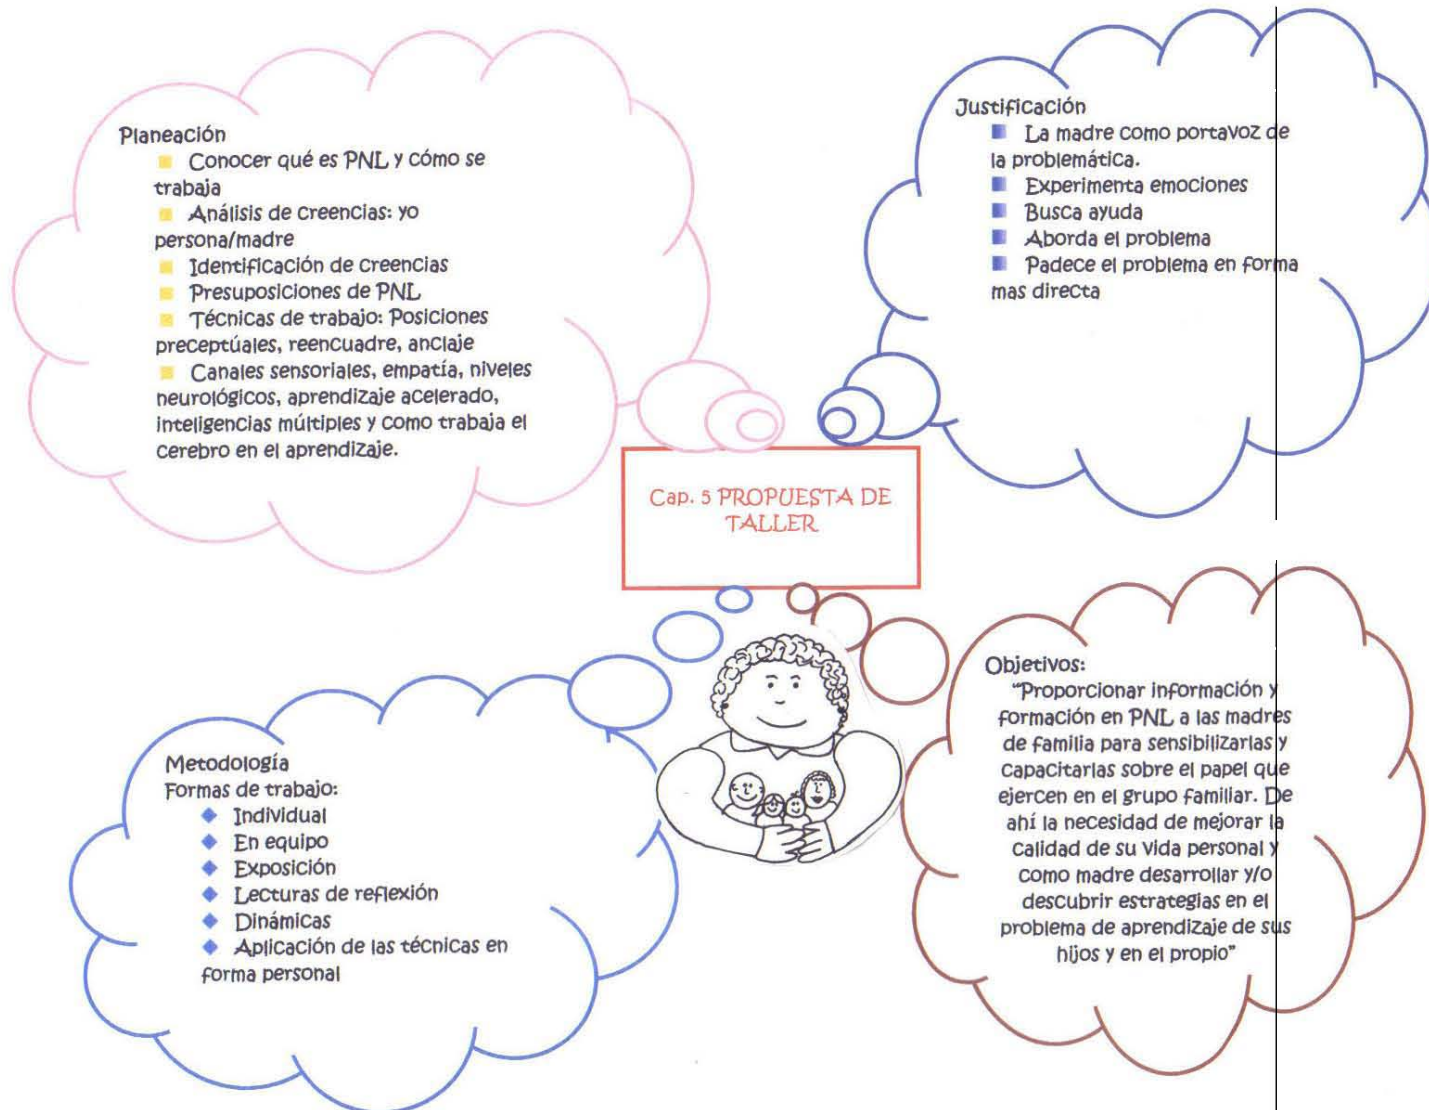 Planeación
Conocer qué es PNL y cómo se
trabaja
Análisis de creencias: yo
persona/madre
Identificación de creencias
Presuposiciones de PNL
Técnicas de trabajo: Posiciones
preceptúales, reencuadre, anclaje
Canales sensoriales, empatía, niveles
neurológicos, aprendizaje acelerado,
inteligencias múltiples y como trabaja el
cerebro en el aprendizaje.
Justificación
La madre como portavoz de
la problemática.
Experimenta emociones
Busca ayuda
Aborda el problema
Padece el problema en forma
mas directa
Cap. 5 PROPUESTA DE
TALLER
Metodología
Formas de trabajo:
Individual
En equipo
Exposición
Lecturas de reflexión
Dinámicas
Aplicación de las técnicas en
forma personal
Objetivos:
"Proporcionar información y
formación en PNL a las madres
de familia para sensibilizarlas y
capacitarlas sobre el papel que
ejercen en el grupo familiar. De
ahí la necesidad de mejorar la
calidad de su vida personal y
como madre desarrollar y/o
descubrir estrategias en el
problema de aprendizaje de sus
hijos y en el propio"